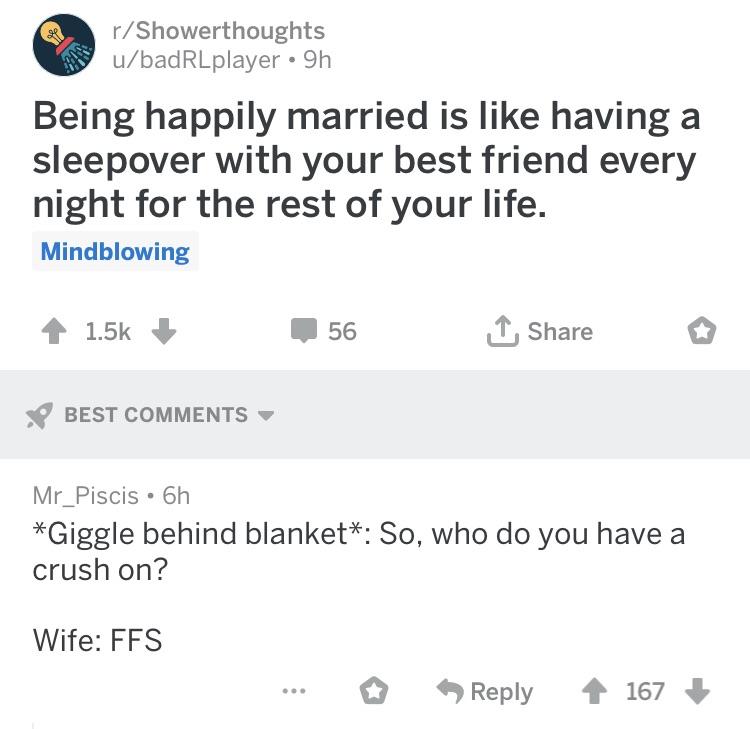 r/Showerthoughts
u/badRLplayer • 9h
Being happily married is like having a
sleepover with your best friend every
night for the rest of your life.
Mindblowing
1.5k
56
Share
BEST COMMENTS
Mr_Piscis • 6h
*Giggle behind blanket*: So, who do you have a
crush on?
Wife: FFS
... Reply 167